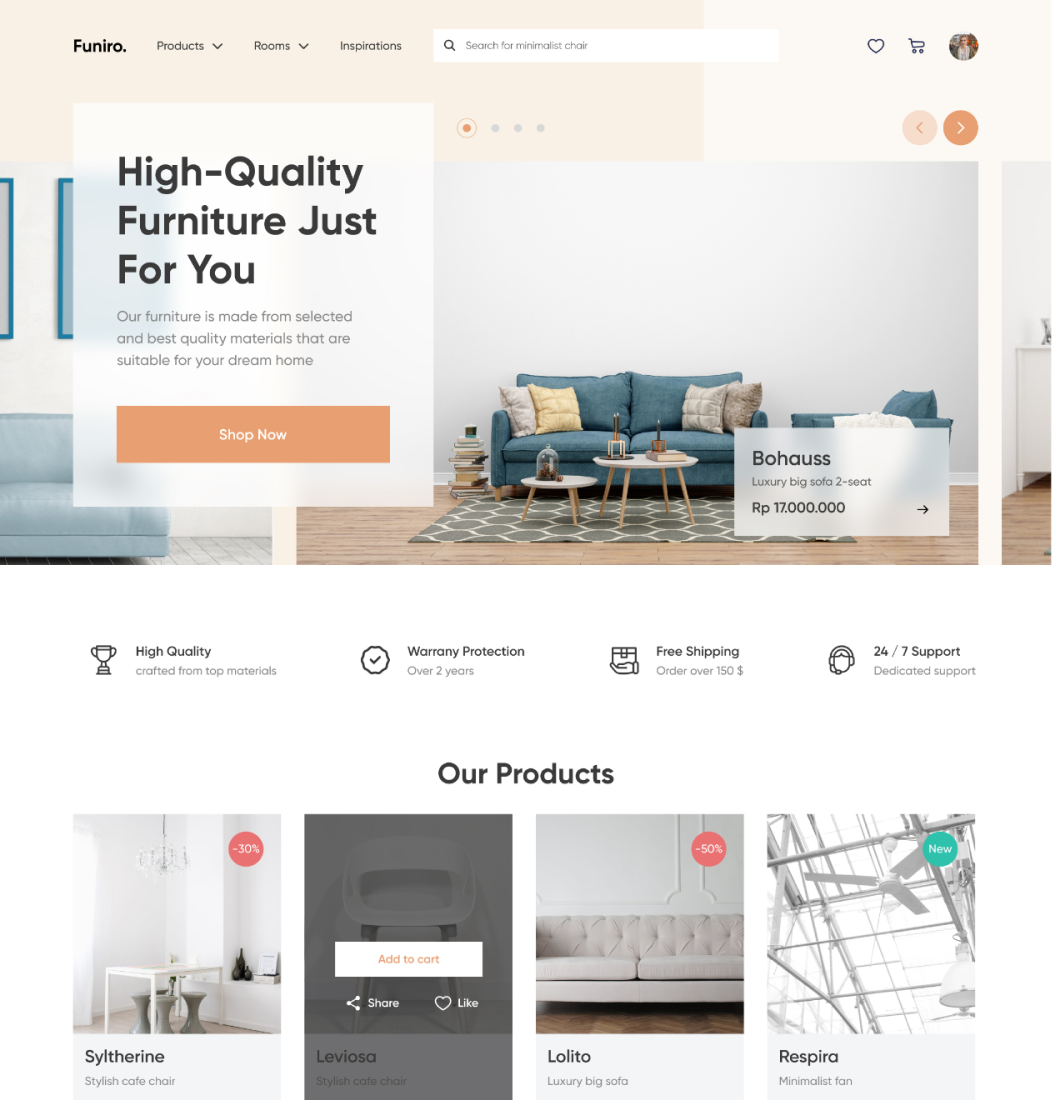 Funiro.
Products
Rooms
Inspirations
Search for minimalist chair
High-Quality
Furniture Just
For You
Our furniture is made from selected
and best quality materials that are
suitable for your dream home
Shop Now
Bohauss
Luxury big sofa 2-seat
Rp 17.000.000
High Quality
crafted from top materials
Warrany Protection
Over 2 years
Free Shipping
Order over 150 $
24 / 7 Support
Dedicated support
Our Products
-30%
Syltherine
Stylish cafe chair
Add to cart
Share
Like
Leviosa
Stylish cafe chair
-50%
Lolito
Luxury big sofa
New
Respira
Minimalist fan